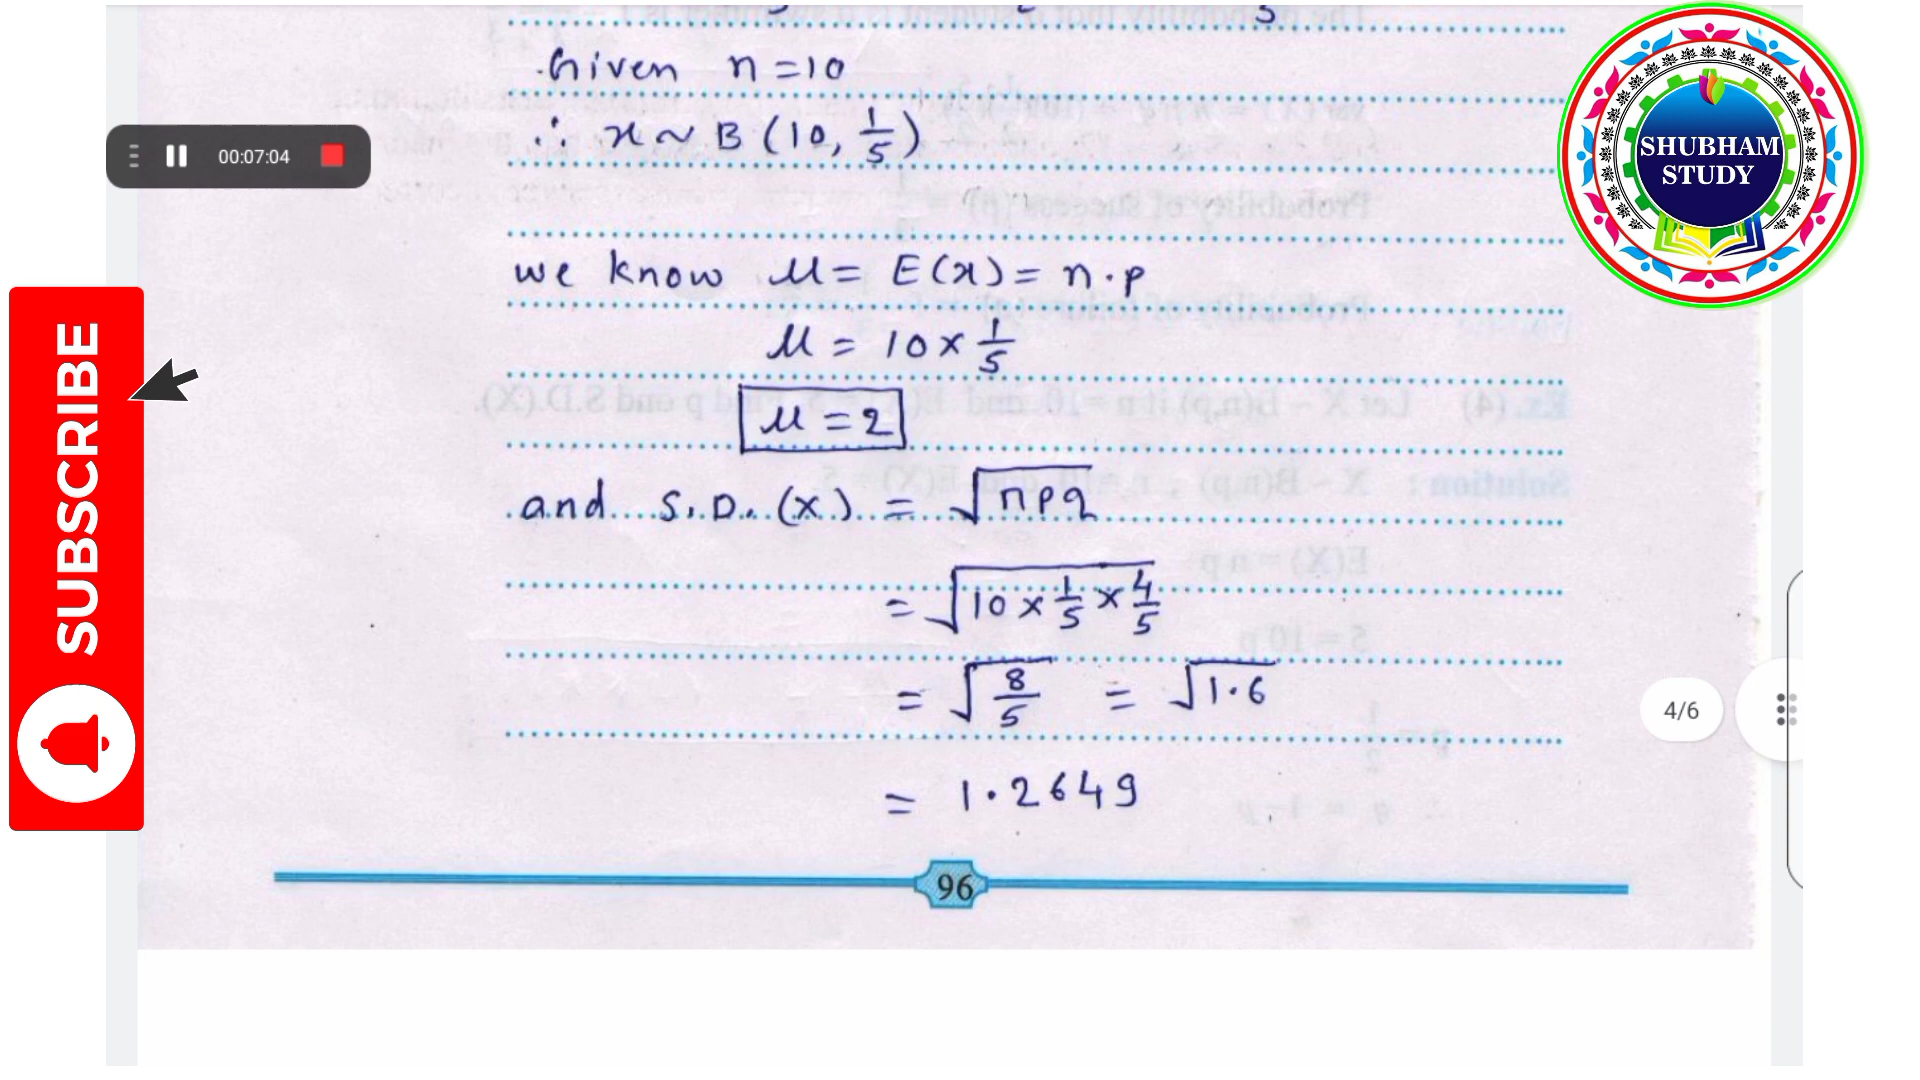 Given n = 10
∴ x ~ B (10, 1/5)
00:07:04
SHUBHAM
STUDY
we know μ = E(x) = n·p
μ = 10 × 1/5
μ = 2
and S.D. (x) = √npq
= √10 × 1/5 × 4/5
= √8/5 = √1.6
= 1.2649
SUBSCRIBE
4/6
96